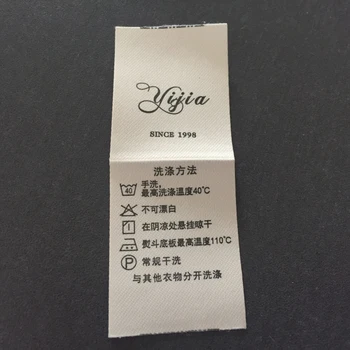 Yijia
SINCE 1998
洗涤方法
40
手洗,
最高洗涤温度40℃
不可漂白
在阴凉处悬挂晾干
熨斗底板最高温度110℃
P
常规干洗
与其他衣物分开洗涤